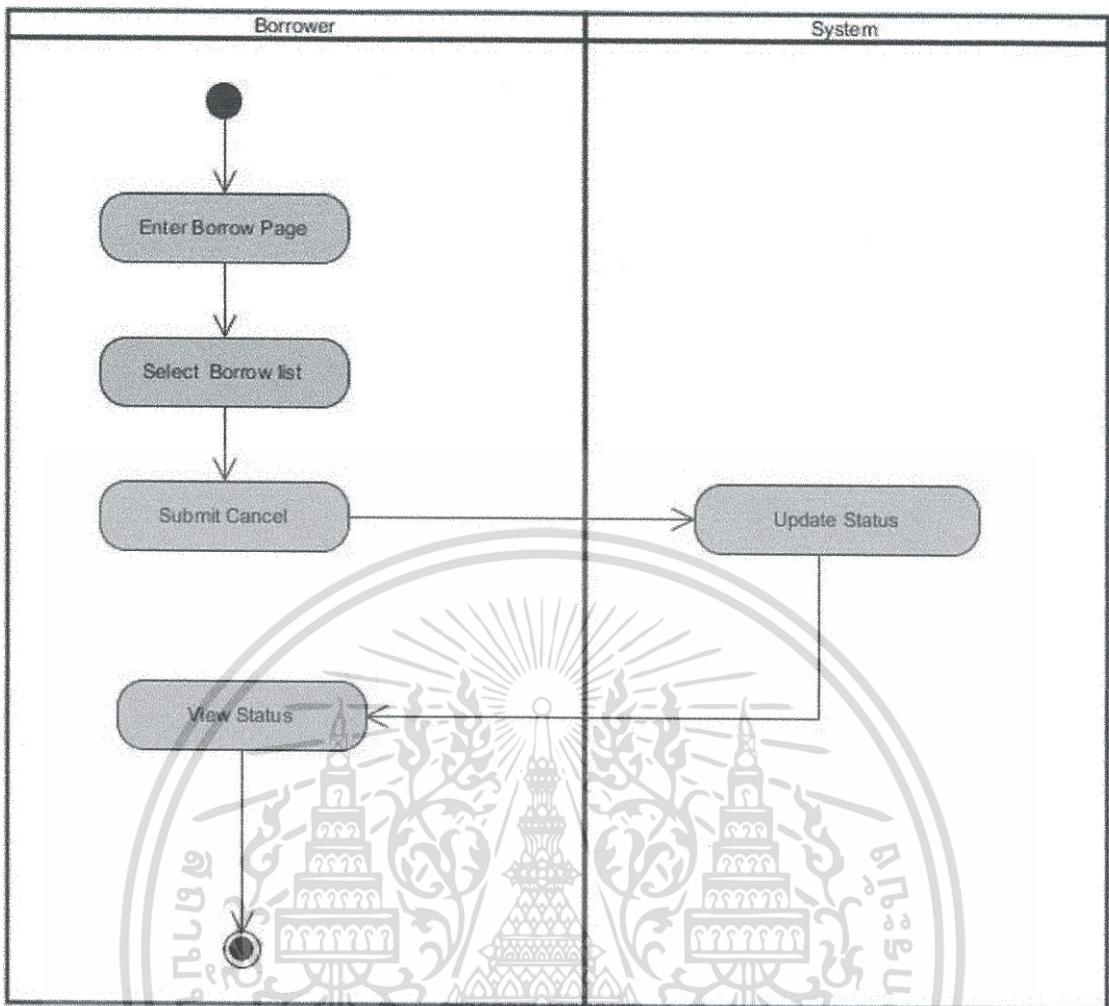 Borrower
System
Enter Borrow Page
Select Borrow list
Submit Cancel
Update Status
View Status